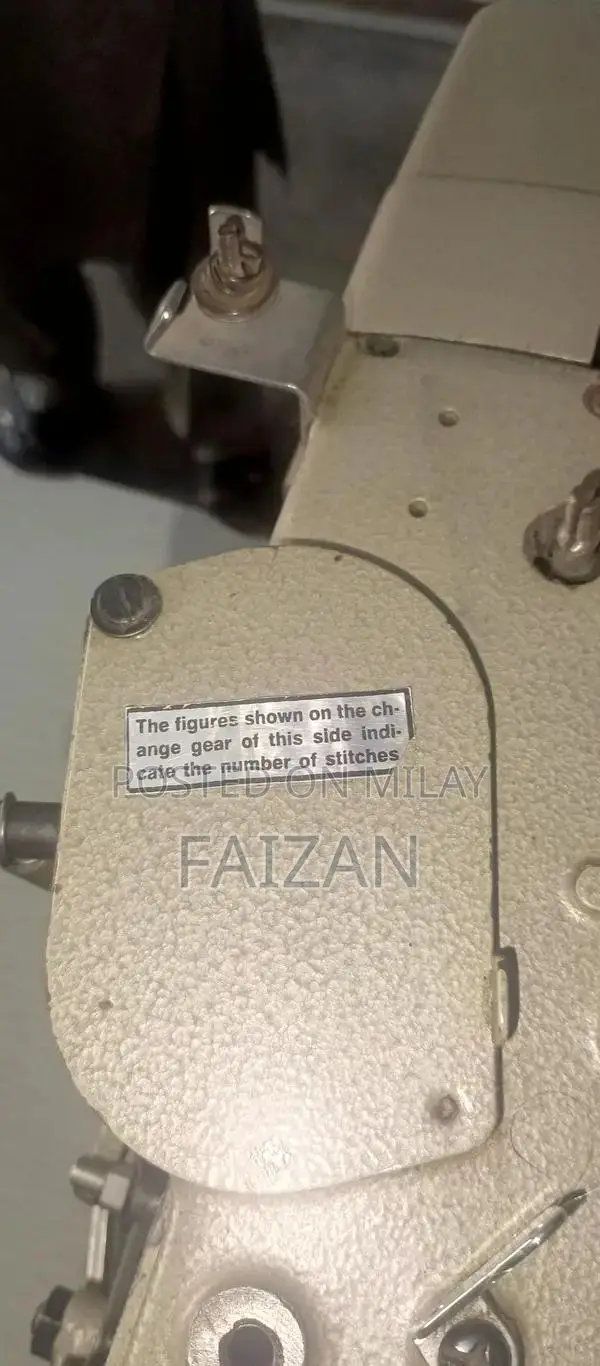 The figures shown on the ch-
ange gear of this side indi-
cate the number of stitches
POSTED ON MILAY
FAIZAN